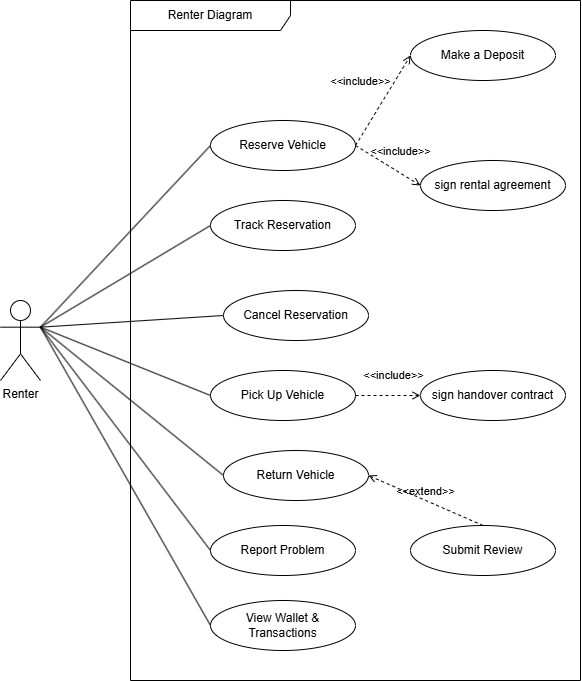 Renter Diagram
Make a Deposit
<<include>>
Reserve Vehicle
<<include>>
sign rental agreement
Track Reservation
Cancel Reservation
Renter
<<include>>
Pick Up Vehicle
sign handover contract
Return Vehicle
<<extend>>
Report Problem
Submit Review
View Wallet &
Transactions